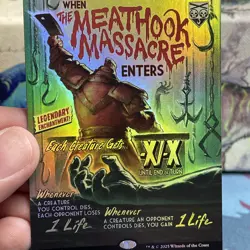 WHEN
THE
MEATHOOK
MASSACRE
ENTERS
LEGENDARY
ENCHANTMENT!
Each Creature Gets
-X/-X
UNTIL END OF TURN
Whenever
A CREATURE
YOU CONTROL DIES,
EACH OPPONENT LOSES
1 Life
Whenever
A CREATURE AN OPPONENT
CONTROLS DIES, YOU GAIN
1 Life
™ & © 2023 Wizards of the Coast